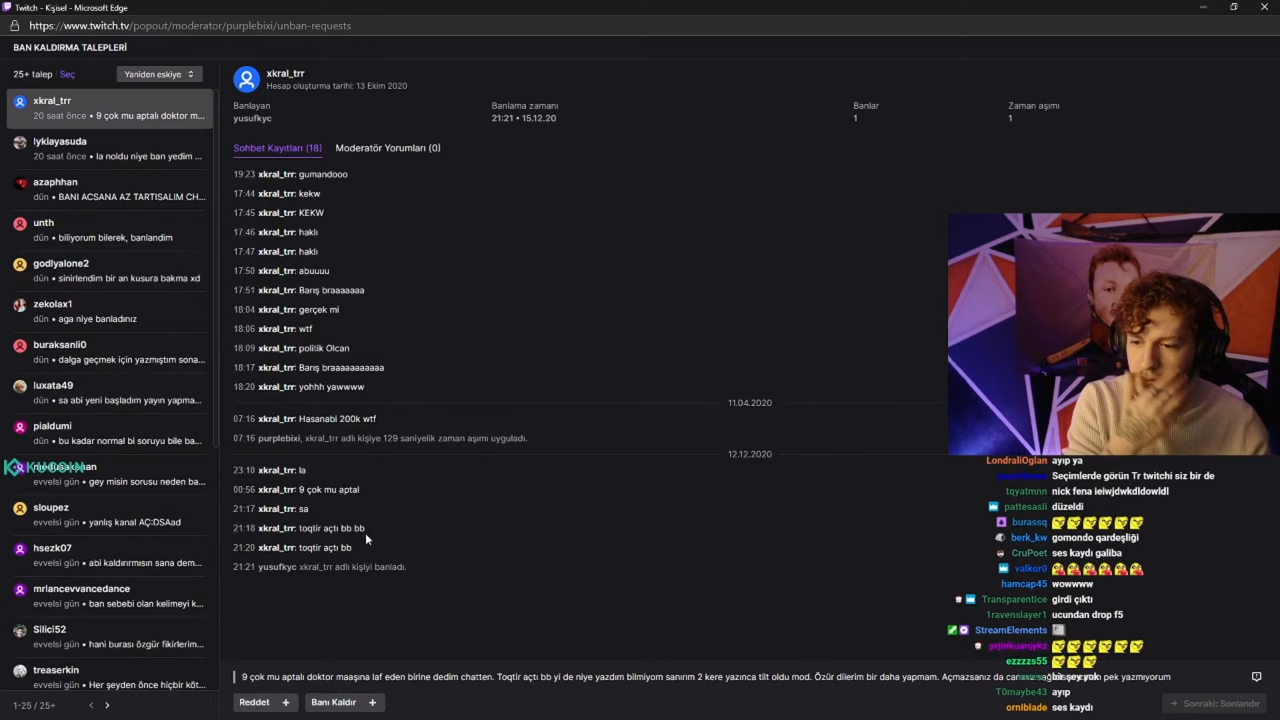 Twitch - Kişisel - Microsoft Edge
https://www.twitch.tv/popout/moderator/purplebixi/unban-requests
BAN KALDIRMA TALEPLERİ
25+ talep Seç Yeniden eskiye
xkral_trr
20 saat önce • 9 çok mu aptalı doktor m...
lykiayasuda
20 saat önce • la noldu niye ban yedim ...
azaphhan
dün • BANI ACSANA AZ TARTISALIM CH...
unth
dün • biliyorum bilerek, banlandim
godlyalone2
dün • sinirlendim bir an kusura bakma xd
zekolax1
dün • aga niye banladınız
buraksanli0
dün • dalga geçmek için yazmıştım sona...
luxata49
dün • sa abi yeni başladım yayın yapma...
pialdumi
dün • bu kadar normal bi soruyu bile ba...
KUCOIN
evvelsi gün • gey misin sorusu neden ba...
sloupez
evvelsi gün • yanlış kanal AÇ:DSAad
hsezk07
evvelsi gün • abi kaldırırmısın sana dem...
mrlancevvancedance
evvelsi gün • ban sebebi olan kelimeyi k...
Silici52
evvelsi gün • hani burası özgür fikirlerim...
treaserkin
evvelsi gün • Her şeyden önce hiçbir köt...
1-25 / 25+
xkral_trr
Hesap oluşturma tarihi: 13 Ekim 2020
Banlayan Banlama zamanı Banlar Zaman aşımı
yusufkyc 21:21 • 15.12.20 1 1
Sohbet Kayıtları (18) Moderatör Yorumları (0)
19:23 xkral_trr: gumandooo
17:44 xkral_trr: kekw
17:45 xkral_trr: KEKW
17:46 xkral_trr: haklı
17:47 xkral_trr: haklı
17:50 xkral_trr: abuuuu
17:51 xkral_trr: Barış braaaaaaa
18:04 xkral_trr: gerçek mi
18:06 xkral_trr: wtf
18:09 xkral_trr: politik Olcan
18:17 xkral_trr: Barış braaaaaaaaaaa
18:20 xkral_trr: yohhh yawwww
11.04.2020
07:16 xkral_trr: Hasanabi 200k wtf
07:16 purplebixi, xkral_trr adlı kişiye 129 saniyelik zaman aşımı uyguladı.
12.12.2020
23:10 xkral_trr: la
00:56 xkral_trr: 9 çok mu aptal
21:17 xkral_trr: sa
21:18 xkral_trr: toqtir açtı bb bb
21:20 xkral_trr: toqtir açtı bb
21:21 yusufkyc xkral_trr adlı kişiyi banladı.
9 çok mu aptalı doktor maaşına laf eden birine dedim chatten. Toqtir açtı bb yi de niye yazdım bilmiyom sanırım 2 kere yazınca tilt oldu mod. Özür dilerim bir daha yapmam. Açmazsanız da canınız sağ pek yazmıyorum
Reddet + Banı Kaldır +
Sonraki: Sonlandır
LondraliOglan ayıp ya
Seçimlerde görün Tr twitchi siz bir de
tqyatmnn nick fena ieiwjdwkdldowldl
pattesasli düzeldi
burassq
berk_kw gomondo qardeşliği
CruPoet ses kaydı galiba
valkor0
hamcap45 wowwww
Transparentice girdi çıktı
1ravenslayer1 ucundan drop f5
StreamElements
prjinkuanjykz
ezzzzs55
T0maybe43 ayıp
orniblade ses kaydı